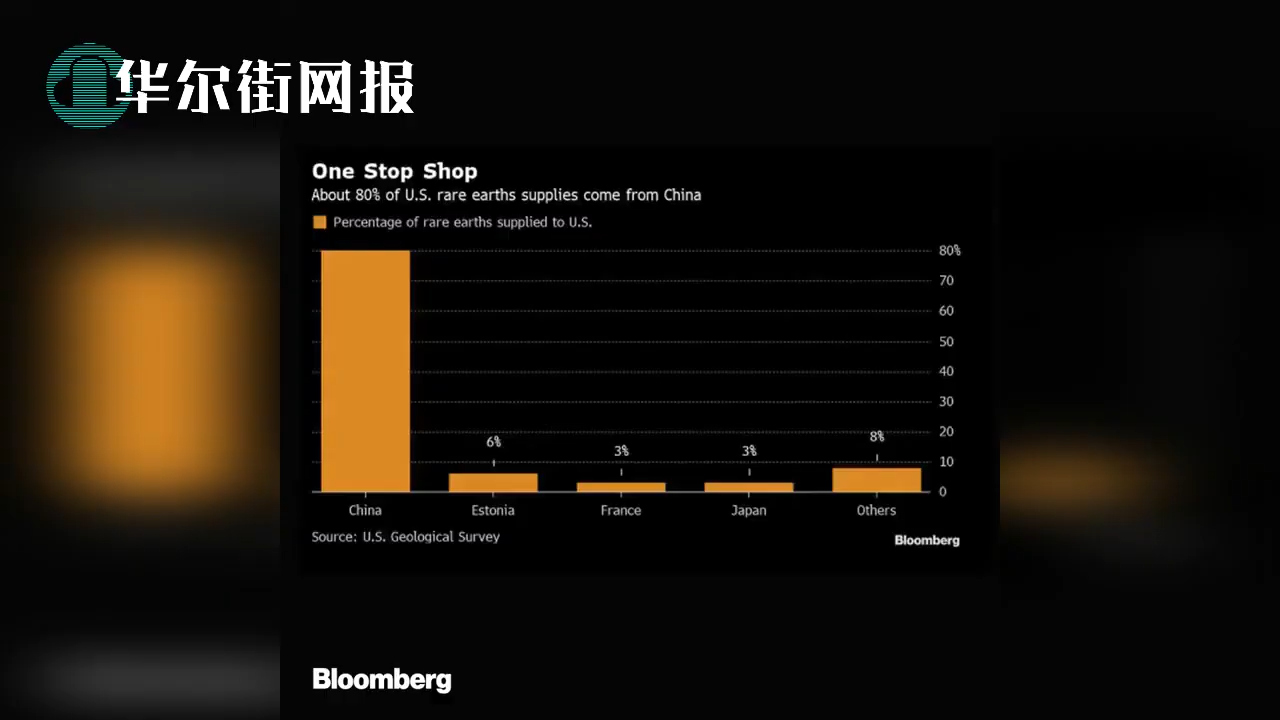 华尔街网报
One Stop Shop
About 80% of U.S. rare earths supplies come from China
Percentage of rare earths supplied to U.S.
80%
70
60
50
40
30
20
10
0
6%
3%
3%
8%
China Estonia France Japan Others
Source: U.S. Geological Survey
Bloomberg
Bloomberg